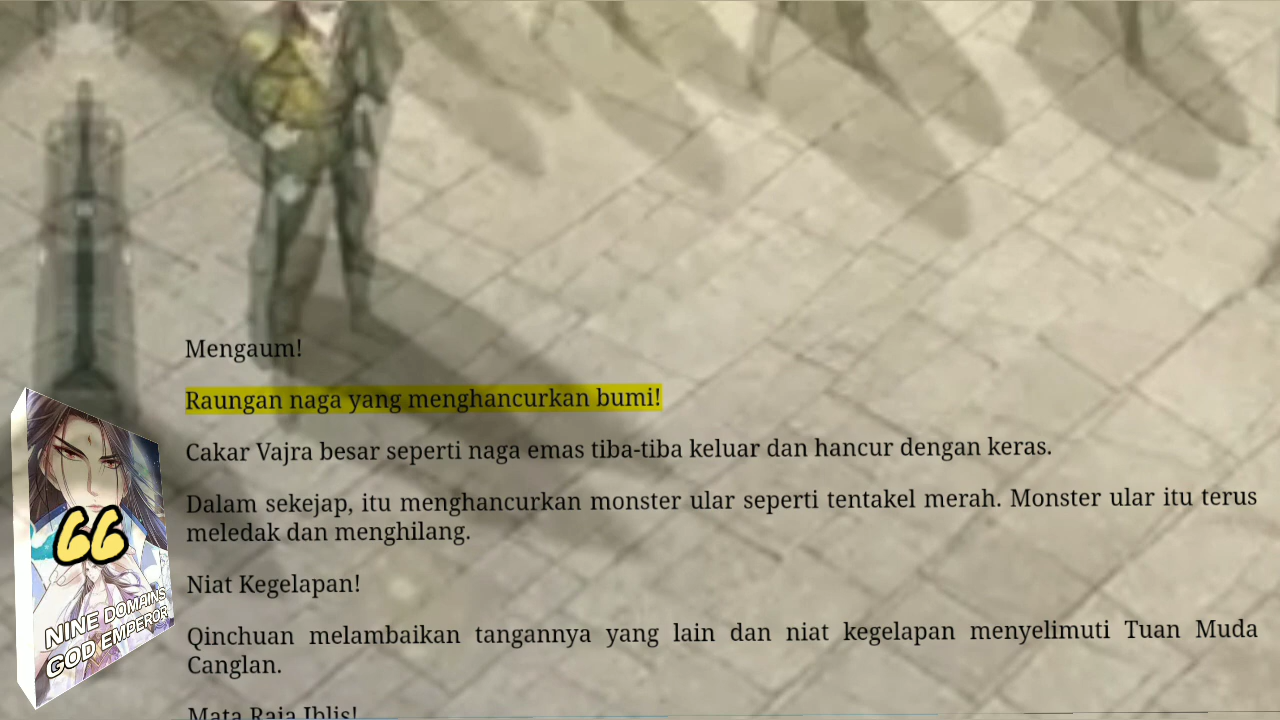 Mengaum!
Raungan naga yang menghancurkan bumi!
Cakar Vajra besar seperti naga emas tiba-tiba keluar dan hancur dengan keras.
Dalam sekejap, itu menghancurkan monster ular seperti tentakel merah. Monster ular itu terus
meledak dan menghilang.
Niat Kegelapan!
Qinchuan melambaikan tangannya yang lain dan niat kegelapan menyelimuti Tuan Muda
Canglan.
Mata Raja Iblis!
66
NINE DOMAINS
GOD EMPEROR